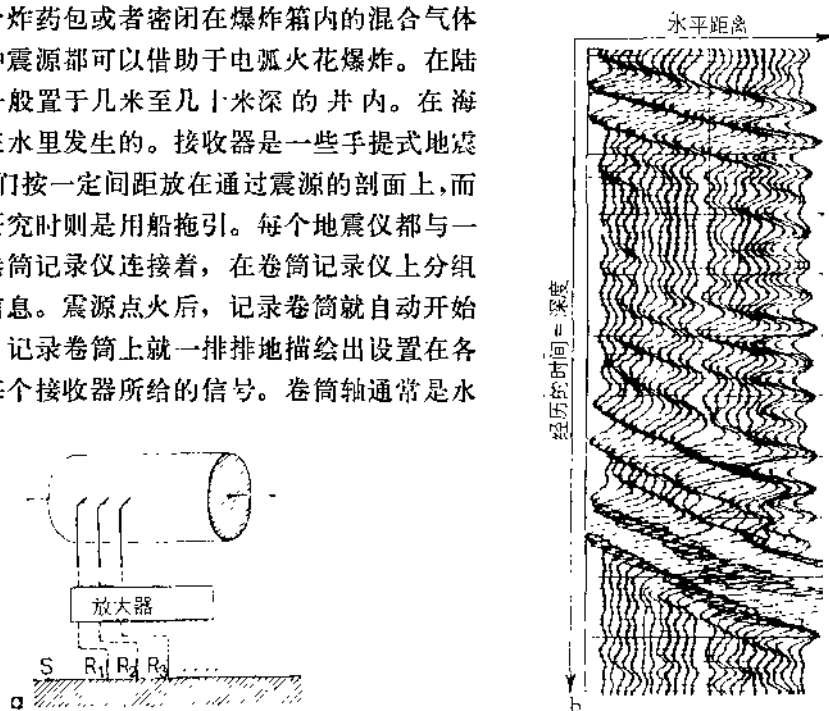 炸药包或者密闭在爆炸箱内的混合气体
震源都可以借助于电弧火花爆炸。在陆
一般置于几米至几十米深的井内。在海
水里发生的。接收器是一些手提式地震
们按一定间距放在通过震源的剖面上，而
研究时则是用船拖引。每个地震仪都与一
卷筒记录仪连接着，在卷筒记录仪上分组
信息。震源点火后，记录卷筒就自动开始
记录卷筒上就一排排地描绘出设置在各
每个接收器所给的信号。卷筒轴通常是水
放大器
S R1 R2 R3 .....
a
水平距离
经历的时间=深度
b